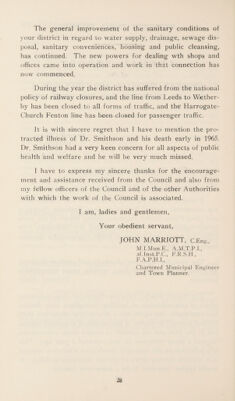 The general improvement of the sanitary conditions of
your district in regard to water supply, drainage, sewage dis-
posal, sanitary conveniences, housing and public cleansing,
has continued. The new powers for dealing wth shops and
offices came into operation and work in that connection has
now commenced.
During the year the district has suffered from the national
policy of railway closures, and the line from Leeds to Wether-
by has been closed to all forms of traffic, and the Harrogate-
Church Fenton line has been closed for passenger traffic.
It is with sincere regret that I have to mention the pro-
tracted illness of Dr. Smithson and his death early in 1965.
Dr. Smithson had a very keen concern for all aspects of public
health and welfare and he will be very much missed.
I have to express my sincere thanks for the encourage-
ment and assistance received from the Council and also from
my fellow officers of the Council and of the other Authorities
with which the work of the Council is associated.
I am, ladies and gentlemen,
Your obedient servant,
JOHN MARRIOTT, C.Eng.,
M.I.Mun.E., A.M.T.P.I.,
M.Inst.P.C., F.R.S.H.,
F.A.P.H.I.,
Chartered Municipal Engineer
and Town Planner.
28